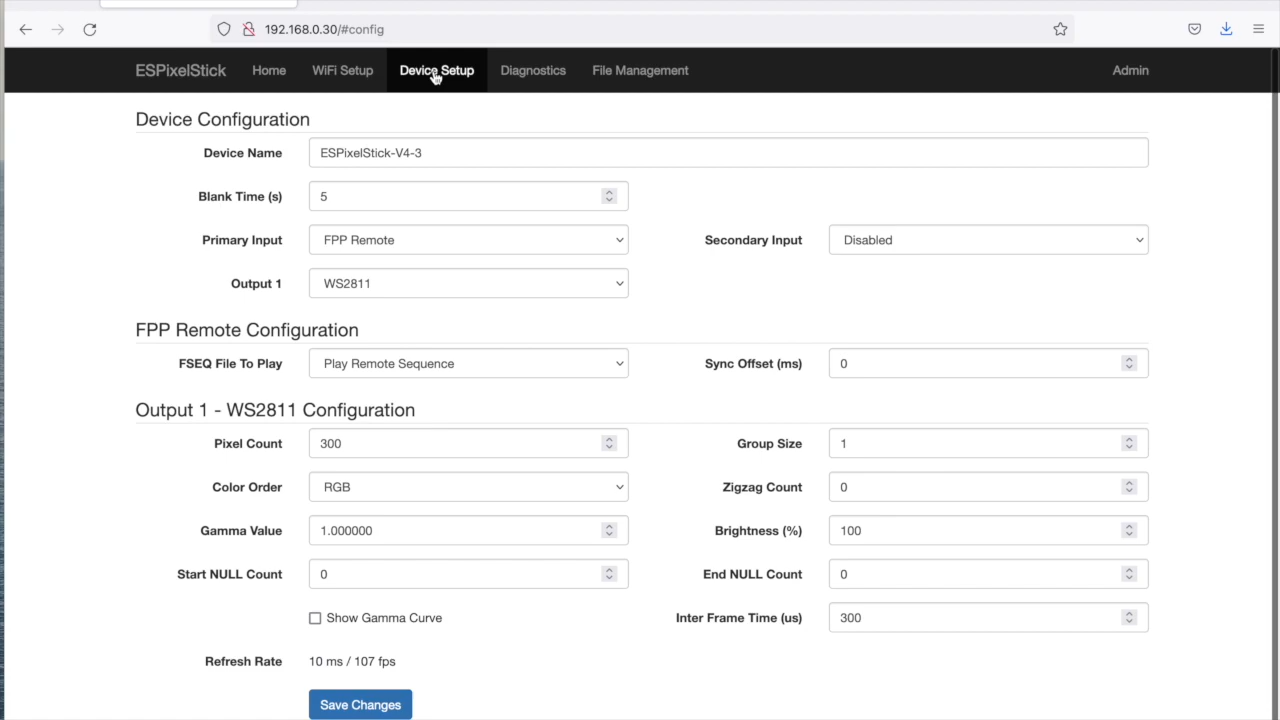 192.168.0.30/#config
ESPixelStick Home WiFi Setup Device Setup Diagnostics File Management Admin
Device Configuration
Device Name ESPixelStick-V4-3
Blank Time (s) 5
Primary Input FPP Remote Secondary Input Disabled
Output 1 WS2811
FPP Remote Configuration
FSEQ File To Play Play Remote Sequence Sync Offset (ms) 0
Output 1 - WS2811 Configuration
Pixel Count 300 Group Size 1
Color Order RGB Zigzag Count 0
Gamma Value 1.000000 Brightness (%) 100
Start NULL Count 0 End NULL Count 0
Show Gamma Curve Inter Frame Time (us) 300
Refresh Rate 10 ms / 107 fps
Save Changes